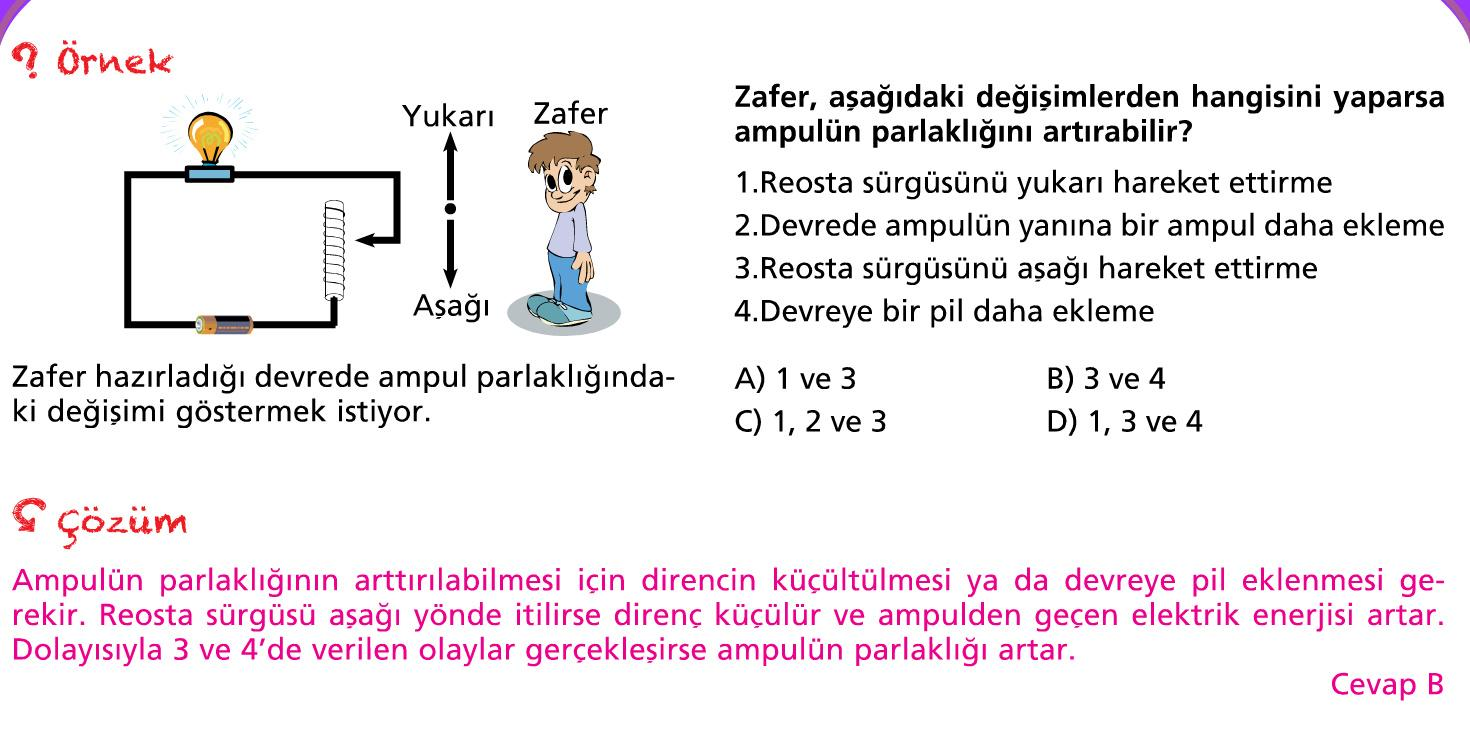 ? Örnek
Yukarı
Zafer
Aşağı
Zafer hazırladığı devrede ampul parlaklığında-
ki değişimi göstermek istiyor.
Zafer, aşağıdaki değişimlerden hangisini yaparsa
ampulün parlaklığını artırabilir?
1.Reosta sürgüsünü yukarı hareket ettirme
2.Devrede ampulün yanına bir ampul daha ekleme
3.Reosta sürgüsünü aşağı hareket ettirme
4.Devreye bir pil daha ekleme
A) 1 ve 3 B) 3 ve 4
C) 1, 2 ve 3 D) 1, 3 ve 4
Çözüm
Ampulün parlaklığının arttırılabilmesi için direncin küçültülmesi ya da devreye pil eklenmesi ge-
rekir. Reosta sürgüsü aşağı yönde itilirse direnç küçülür ve ampulden geçen elektrik enerjisi artar.
Dolayısıyla 3 ve 4’de verilen olaylar gerçekleşirse ampulün parlaklığı artar.
Cevap B